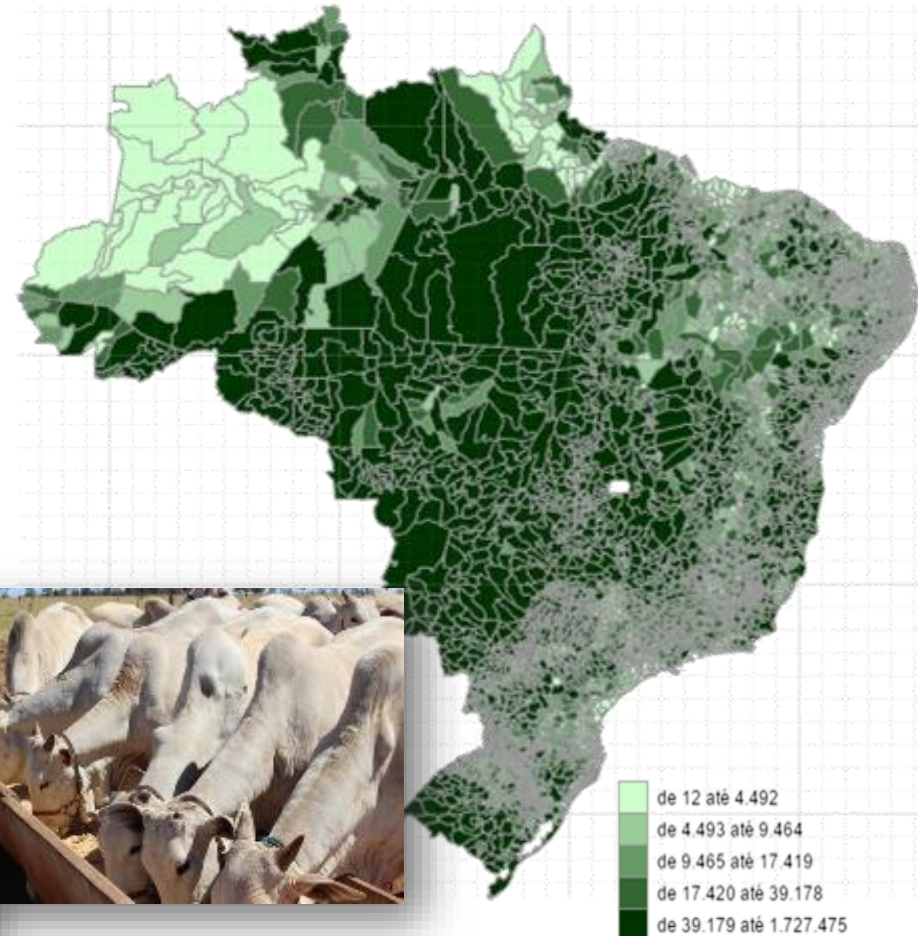 de 12 até 4.492
de 4.493 até 9.464
de 9.465 até 17.419
de 17.420 até 39.178
de 39.179 até 1.727.475